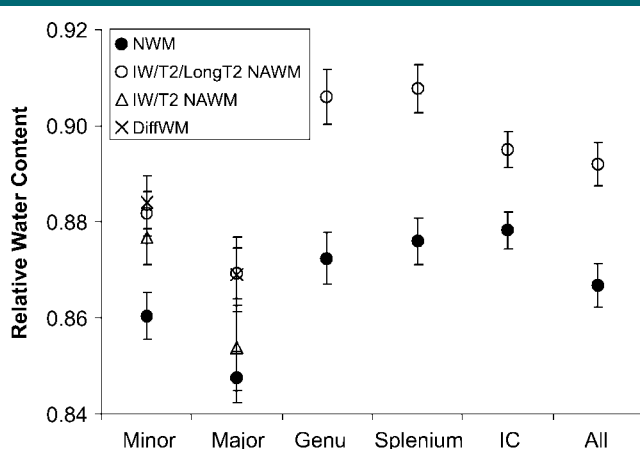 0.92
0.90
0.88
0.86
0.84
Relative Water Content
NWM
IW/T2/LongT2 NAWM
IW/T2 NAWM
DiffWM
Minor Major Genu Splenium IC All